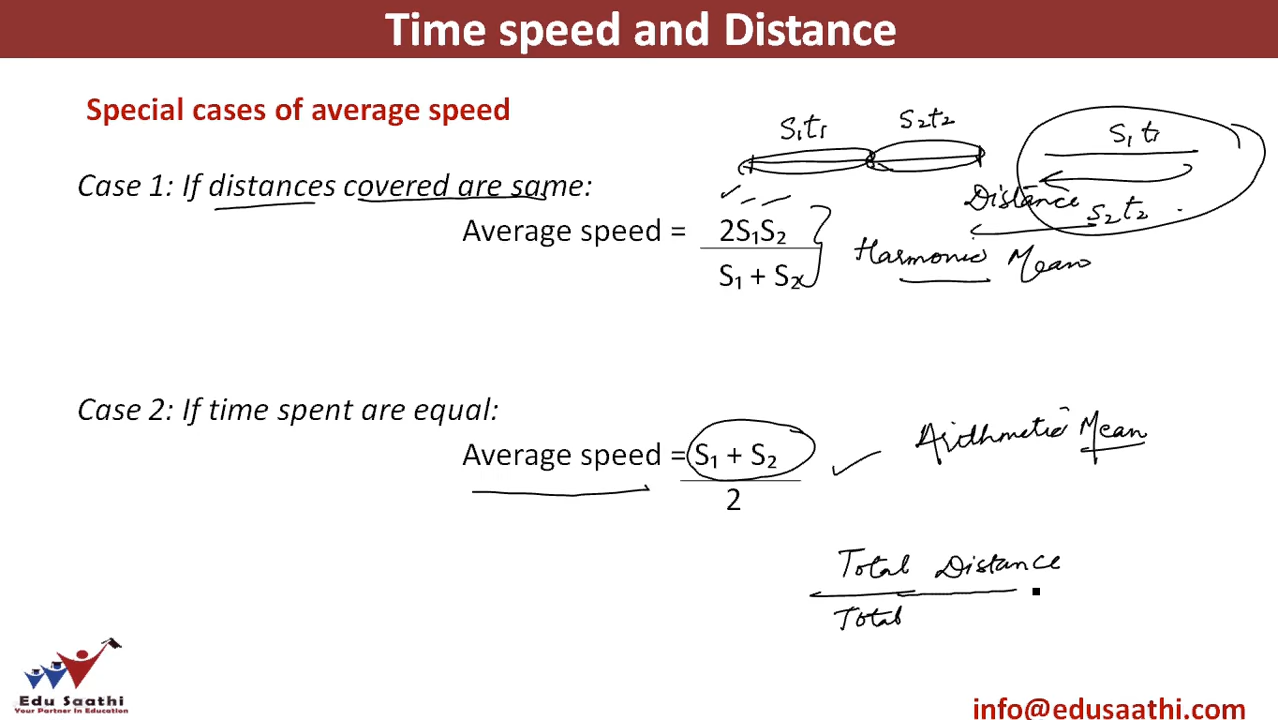 Time speed and Distance
Special cases of average speed
S₁t₁
S₂t₂
S₁ t₁
Case 1: If distances covered are same:
Distance
S₂t₂
Average speed = 2S₁S₂
S₁ + S₂
Harmonic Mean
Case 2: If time spent are equal:
Arithmetic Mean
Average speed = S₁ + S₂
2
Total Distance
Total
Edu Saathi
Your Partner in Education
info@edusaathi.com